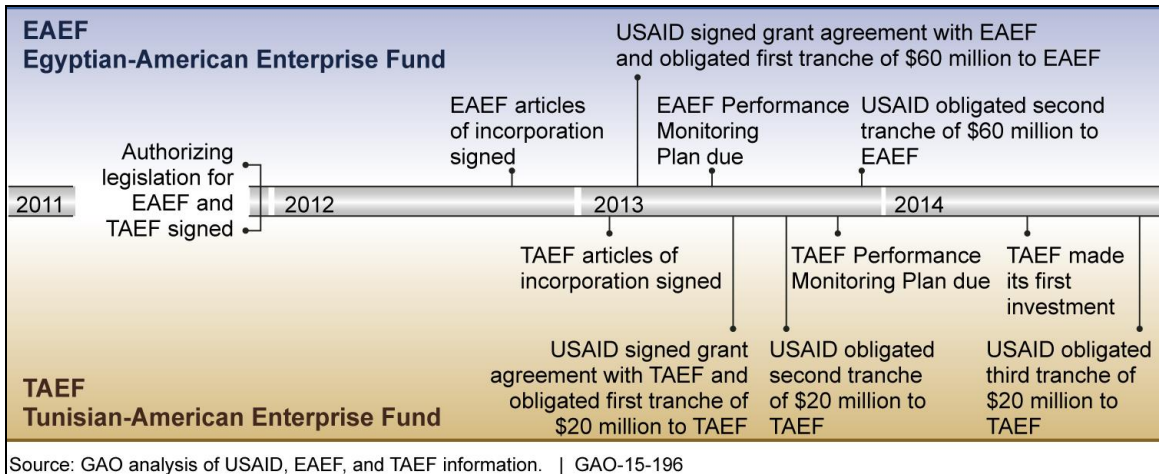 EAEF
Egyptian-American Enterprise Fund
USAID signed grant agreement with EAEF
and obligated first tranche of $60 million to EAEF
EAEF articles
of incorporation
signed
EAEF Performance
Monitoring
Plan due
USAID obligated second
tranche of $60 million to
EAEF
Authorizing
legislation for
EAEF and
TAEF signed
2011
2012
2013
2014
TAEF articles of
incorporation signed
TAEF Performance
Monitoring Plan due
TAEF made
its first
investment
USAID signed grant
agreement with TAEF and
obligated first tranche of
$20 million to TAEF
USAID obligated
second tranche
of $20 million to
TAEF
USAID obligated
third tranche of
$20 million to
TAEF
TAEF
Tunisian-American Enterprise Fund
Source: GAO analysis of USAID, EAEF, and TAEF information. | GAO-15-196